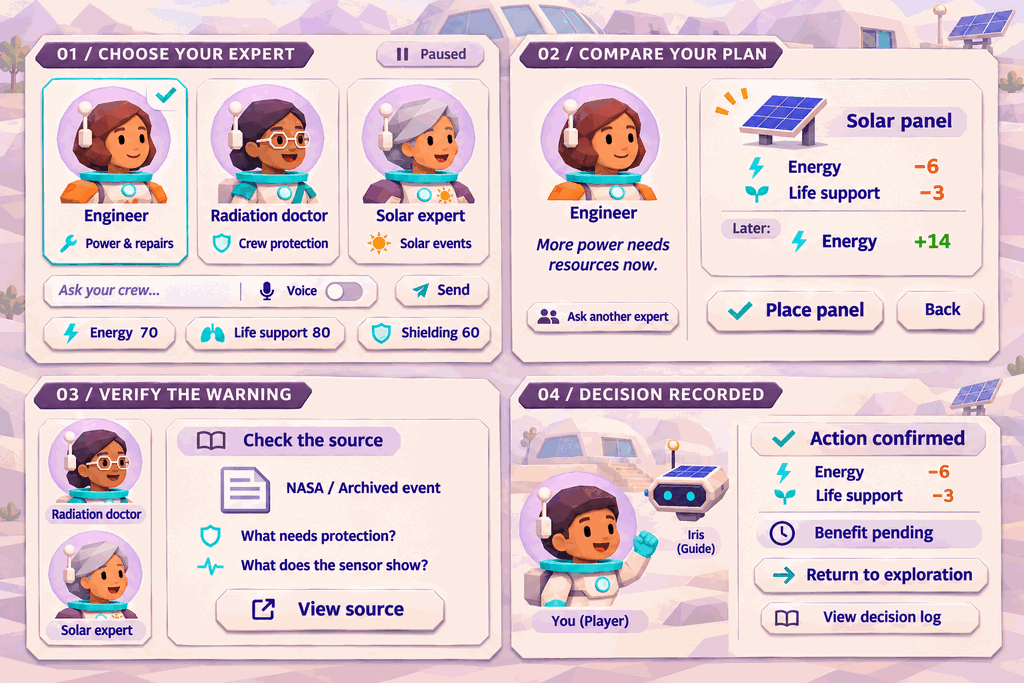 01 / CHOOSE YOUR EXPERT
Paused
Engineer
Power & repairs
Radiation doctor
Crew protection
Solar expert
Solar events
Ask your crew...
Voice
Send
Energy 70
Life support 80
Shielding 60
02 / COMPARE YOUR PLAN
Engineer
More power needs
resources now.
Ask another expert
Solar panel
Energy −6
Life support −3
Later:
Energy +14
Place panel
Back
03 / VERIFY THE WARNING
Radiation doctor
Solar expert
Check the source
NASA / Archived event
What needs protection?
What does the sensor show?
View source
04 / DECISION RECORDED
Iris
(Guide)
You (Player)
Action confirmed
Energy −6
Life support −3
Benefit pending
Return to exploration
View decision log